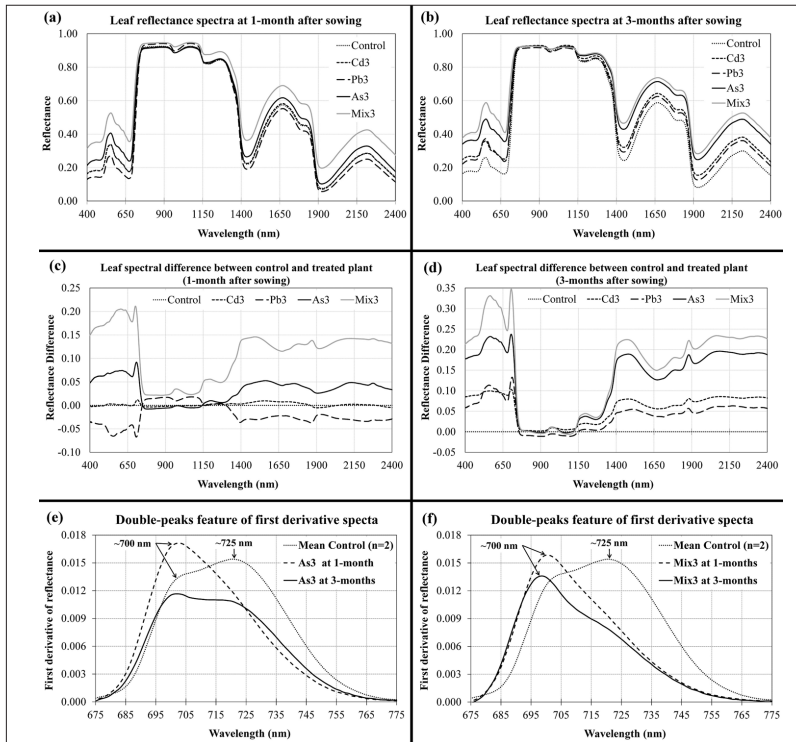 (a) Leaf reflectance spectra at 1-month after sowing
1.00
0.80
0.60
0.40
0.20
0.00
Reflectance
Control
Cd3
Pb3
As3
Mix3
400 650 900 1150 1400 1650 1900 2150 2400
Wavelength (nm)
(b) Leaf reflectance spectra at 3-months after sowing
1.00
0.80
0.60
0.40
0.20
0.00
Reflectance
Control
Cd3
Pb3
As3
Mix3
400 650 900 1150 1400 1650 1900 2150 2400
Wavelength (nm)
(c) Leaf spectral difference between control and treated plant
(1-month after sowing)
0.25
0.20
0.15
0.10
0.05
0.00
-0.05
-0.10
Reflectance Difference
Control Cd3 Pb3 As3 Mix3
400 650 900 1150 1400 1650 1900 2150 2400
Wavelength (nm)
(d) Leaf spectral difference between control and treated plant
(3-months after sowing)
0.35
0.30
0.25
0.20
0.15
0.10
0.05
0.00
-0.05
Reflectance Difference
Control Cd3 Pb3 As3 Mix3
400 650 900 1150 1400 1650 1900 2150 2400
Wavelength (nm)
(e) Double-peaks feature of first derivative specta
0.018
0.015
0.012
0.009
0.006
0.003
0.000
First derivative of reflectance
~700 nm
~725 nm
Mean Control (n=2)
As3 at 1-month
As3 at 3-months
675 685 695 705 715 725 735 745 755 765 775
Wavelength (nm)
(f) Double-peaks feature of first derivative specta
0.018
0.015
0.012
0.009
0.006
0.003
0.000
First derivative of reflectance
~700 nm
~725 nm
Mean Control (n=2)
Mix3 at 1-months
Mix3 at 3-months
675 685 695 705 715 725 735 745 755 765 775
Wavelength (nm)